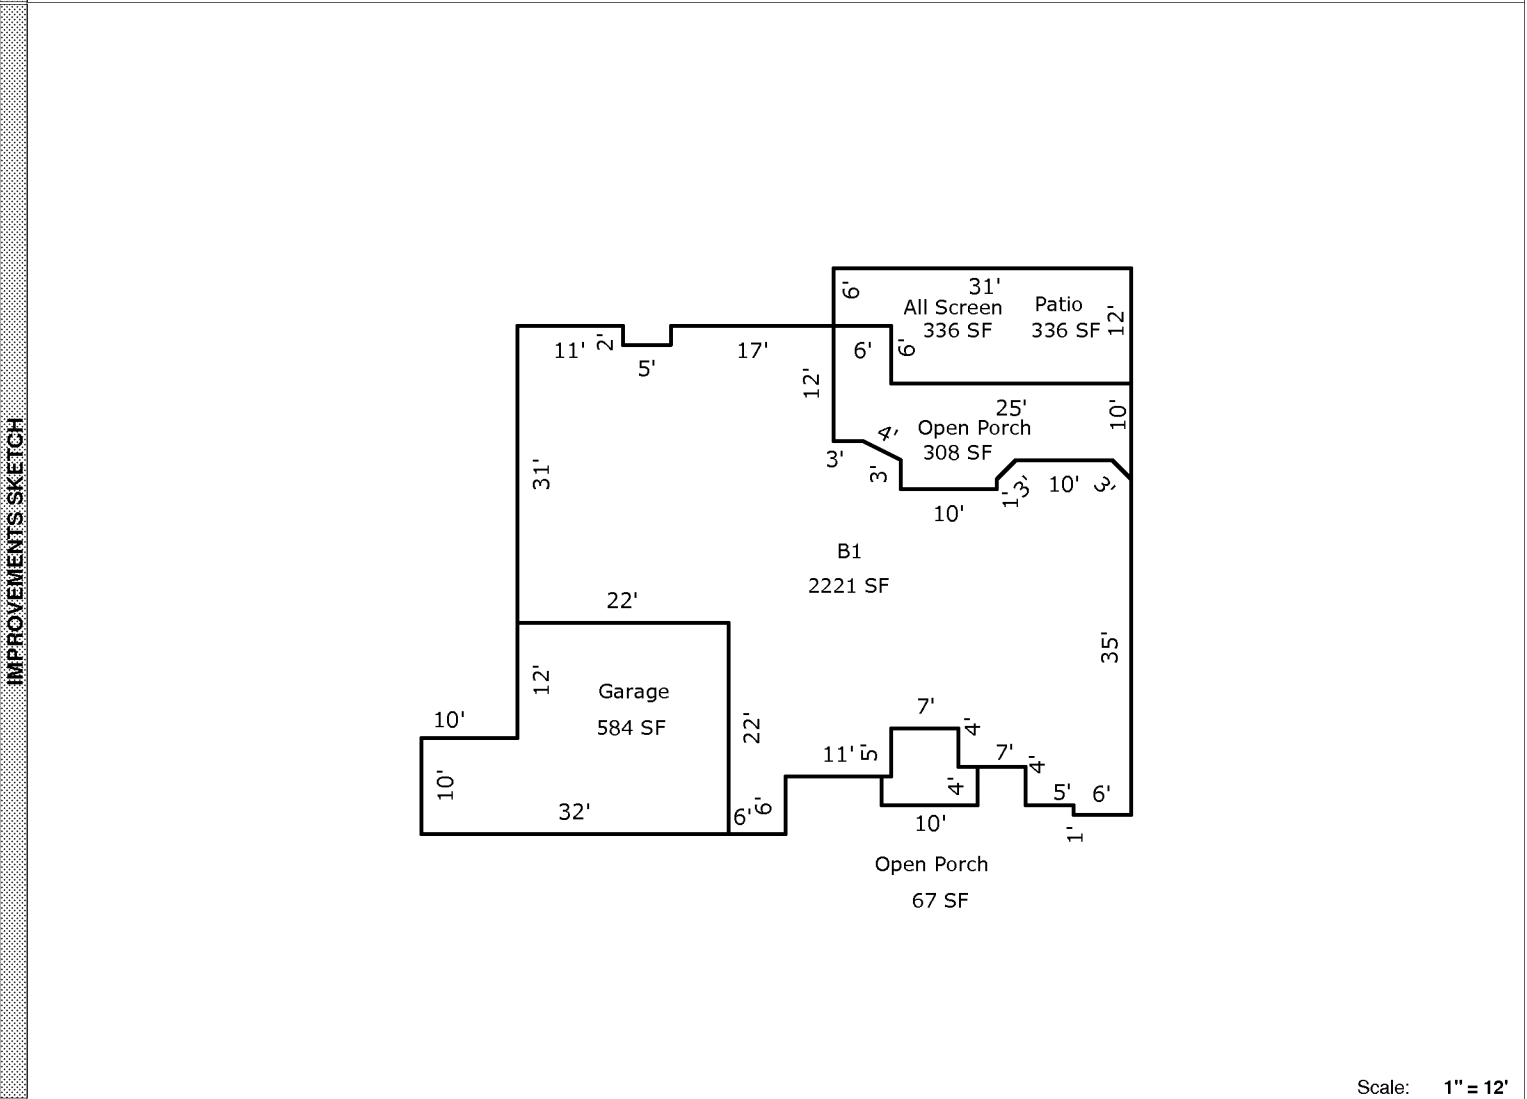 IMPROVEMENTS SKETCH
6'
31'
All Screen
336 SF
Patio
336 SF
12'
11'
2'
5'
17'
6'
6'
12'
25'
10'
Open Porch
308 SF
4'
3'
3'
10'
1'
3'
10'
3'
31'
B1
2221 SF
22'
35'
12'
Garage
584 SF
22'
10'
10'
32'
6'
6'
11'
5'
7'
4'
7'
4'
4'
5'
6'
10'
1'
Open Porch
67 SF
Scale: 1" = 12'